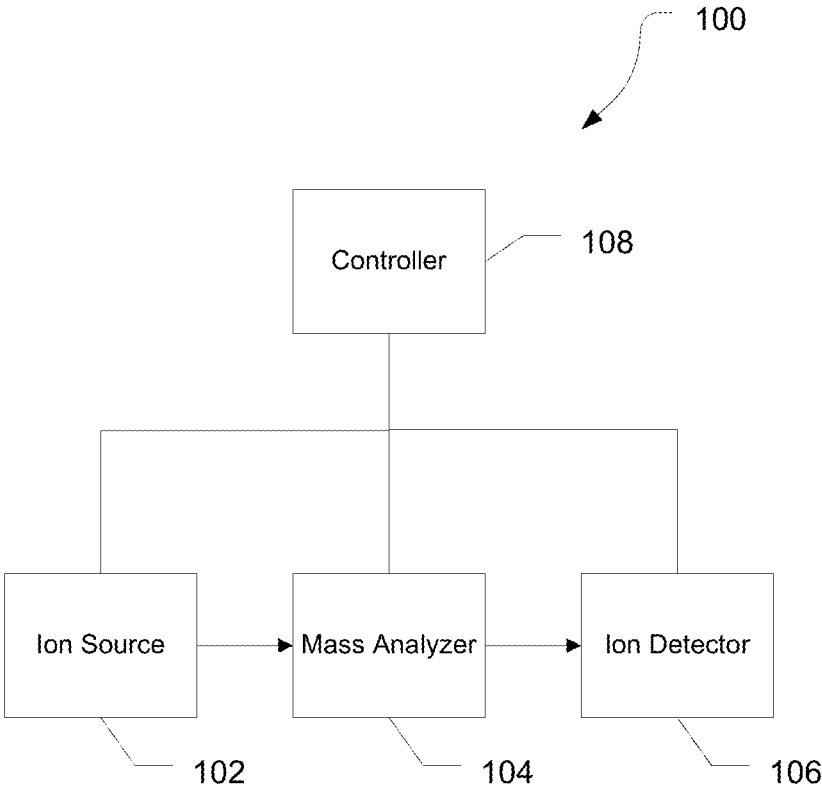 100
Controller
108
Ion Source
Mass Analyzer
Ion Detector
102
104
106